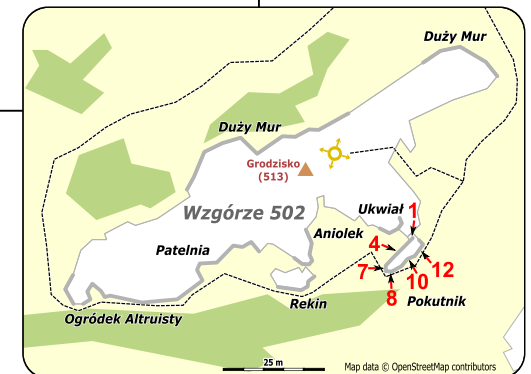 Duży Mur
Duży Mur
Grodzisko
(513)
Wzgórze 502
Ukwiał
1
Aniolek
4
Patelnia
7
12
10
8
Rekin
Pokutnik
Ogródek Altruisty
25 m
Map data © OpenStreetMap contributors